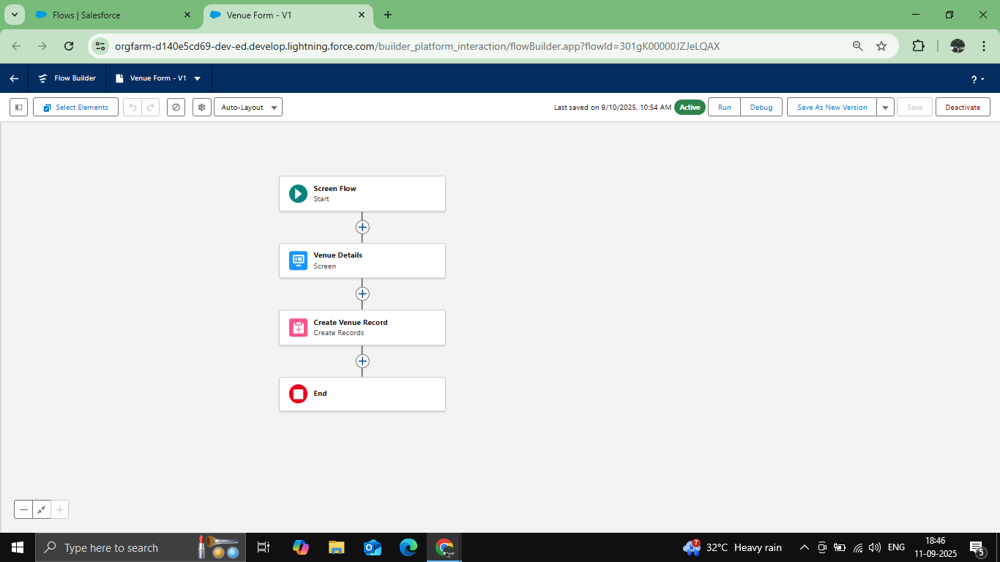 Flows | Salesforce
Venue Form - V1
orgfarm-d140e5cd69-dev-ed.develop.lightning.force.com/builder_platform_interaction/flowBuilder.app?flowId=301gK00000JZJeLQAX
Flow Builder
Venue Form - V1
?
Select Elements
Auto-Layout
Last saved on 9/10/2025, 10:54 AM
Active
Run
Debug
Save As New Version
Save
Deactivate
Screen Flow
Start
Venue Details
Screen
Create Venue Record
Create Records
End
Type here to search
7
32°C Heavy rain
ENG
18:46
11-09-2025
5